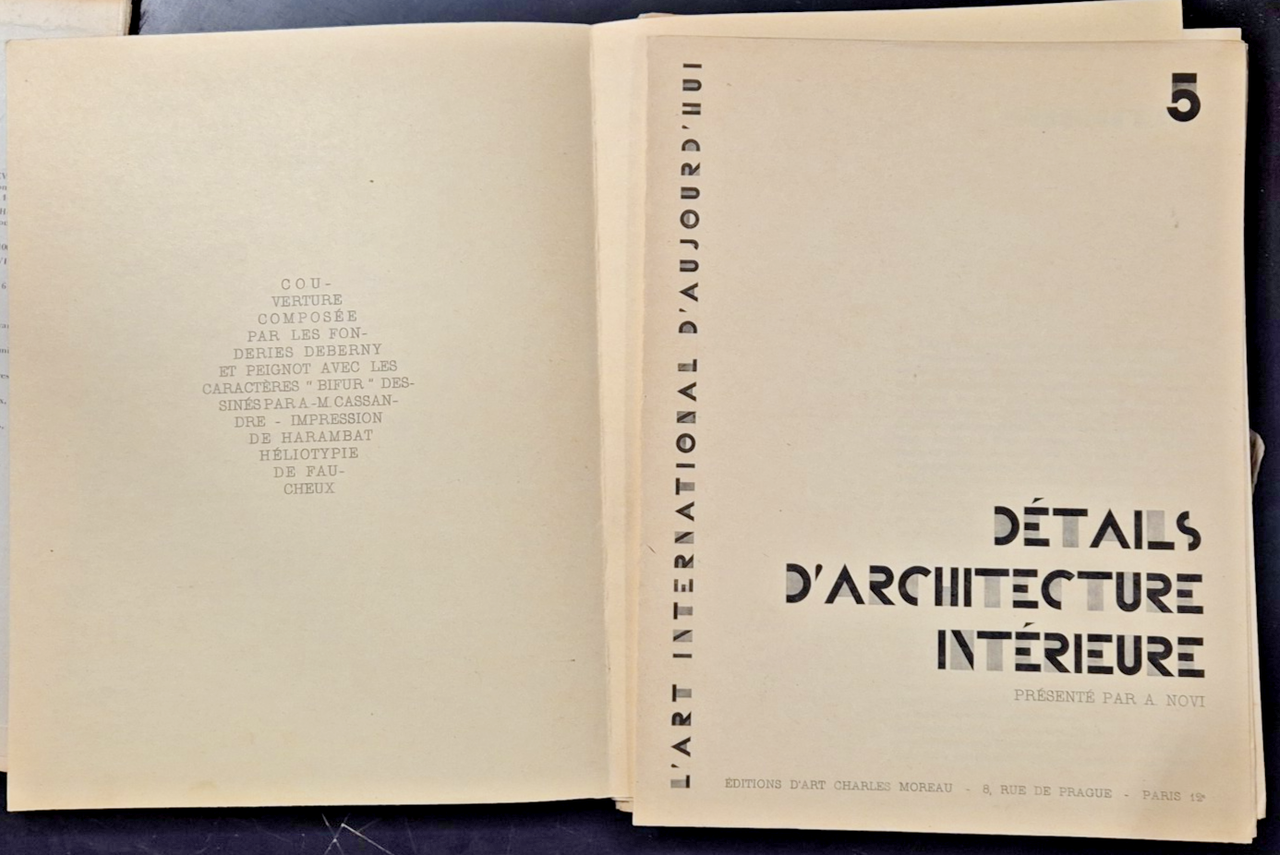 COU-
VERTURE
COMPOSÉE
PAR LES FON-
DERIES DEBERNY
ET PEIGNOT AVEC LES
CARACTÈRES " BIFUR " DES-
SINÉS PAR A.-M. CASSAN-
DRE - IMPRESSION
DE HARAMBAT
HÉLIOTYPIE
DE FAU-
CHEUX
L'ART INTERNATIONAL D'AUJOURD'HUI
5
DÉTAILS
D'ARCHITECTURE
INTÉRIEURE
PRÉSENTÉ PAR A. NOVI
ÉDITIONS D'ART CHARLES MOREAU - 8, RUE DE PRAGUE - PARIS 12e